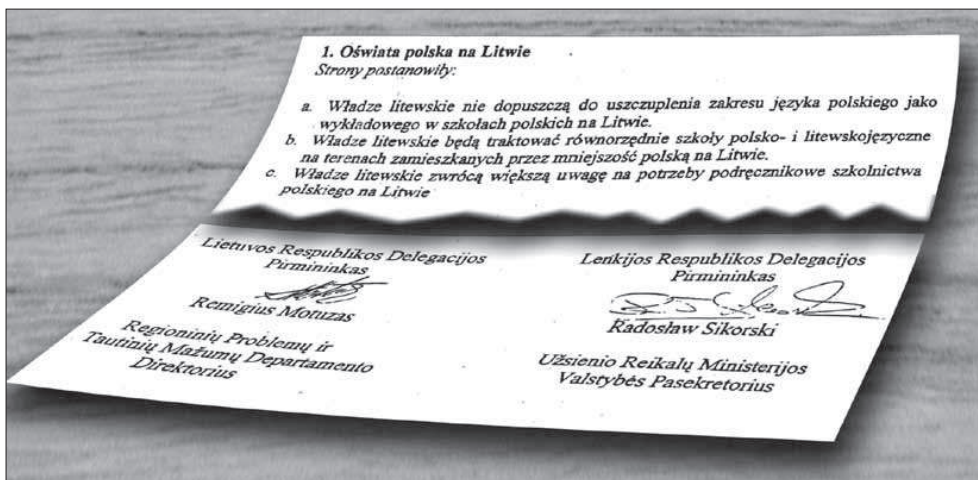 1. Oświata polska na Litwie
Strony postanowiły:
a. Władze litewskie nie dopuszczą do uszczuplenia zakresu języka polskiego jako
wykładowego w szkołach polskich na Litwie.
b. Władze litewskie będą traktować równorzędnie szkoły polsko- i litewskojęzyczne
na terenach zamieszkanych przez mniejszość polską na Litwie.
c. Władze litewskie zwrócą większą uwagę na potrzeby podręcznikowe szkolnictwa
polskiego na Litwie
Lietuvos Respublikos Delegacijos
Pirmininkas
Remigius Motuzas
Regioninių Problemų ir
Tautinių Mažumų Departamento
Direktorius
Lenkijos Respublikos Delegacijos
Pirmininkas
Radosław Sikorski
Užsienio Reikalų Ministerijos
Valstybės Pasekretorius